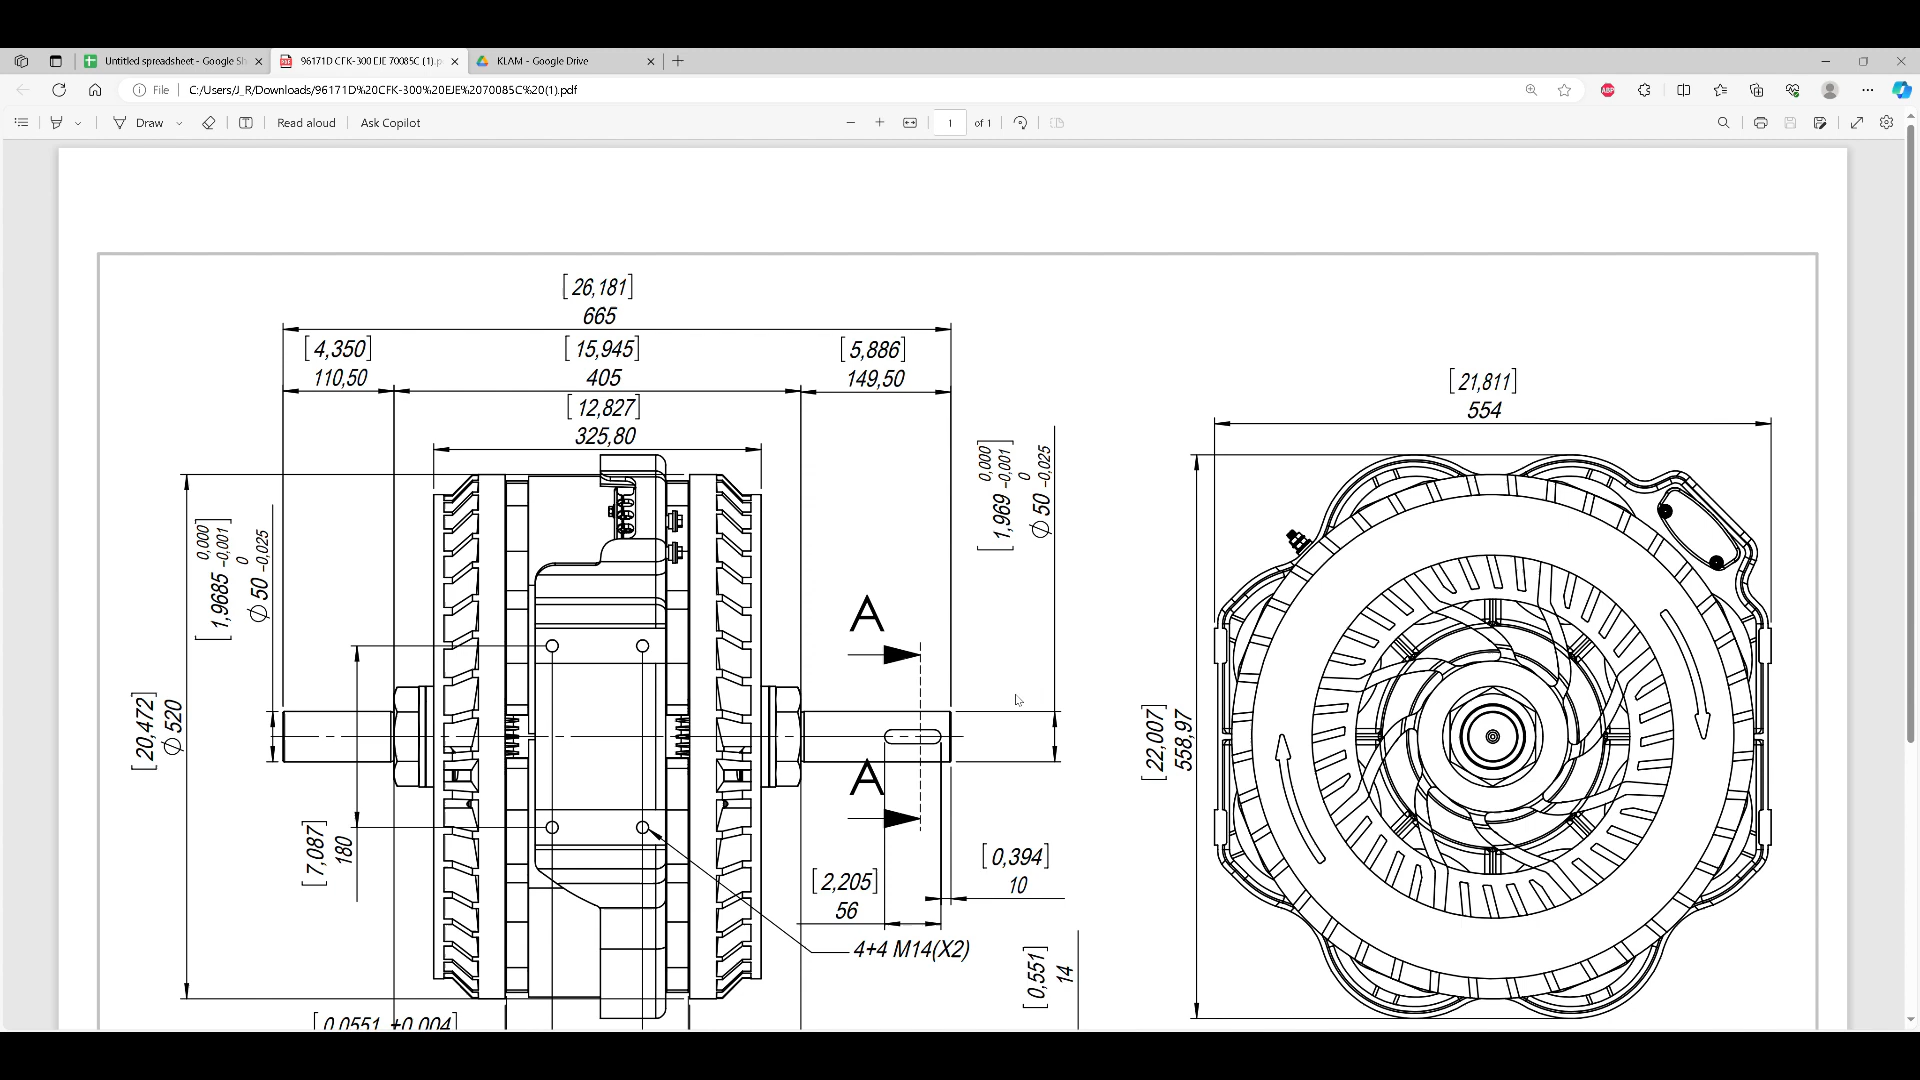 Untitled spreadsheet - Google Sh
96171D CFK-300 EJE 70085C (1).p
KLAM - Google Drive
File
C:/Users/J_R/Downloads/96171D%20CFK-300%20EJE%2070085C%20(1).pdf
ABP
Draw
Read aloud
Ask Copilot
1
of 1
[26,181]
665
[4,350]
110,50
[15,945]
405
[5,886]
149,50
[12,827]
325,80
[21,811]
554
[1,969 0,000 -0,001]
∅ 50 0 -0,025
[1,9685 0,000 -0,001]
∅ 50 0 -0,025
A
[20,472]
∅ 520
[22,007]
558,97
A
[7,087]
180
[0,394]
10
[2,205]
56
4+4 M14(X2)
[0,551]
14
[0,0551 +0,004]